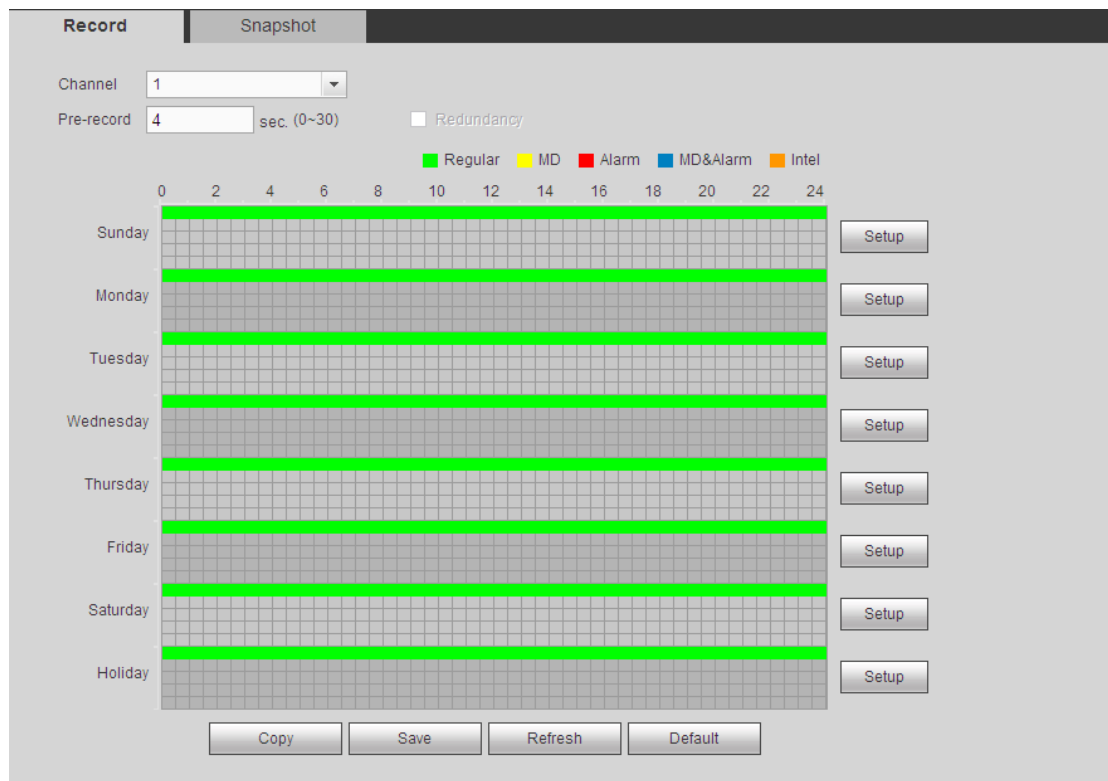 Record Snapshot
Channel 1
Pre-record 4 sec. (0~30) Redundancy
Regular MD Alarm MD&Alarm Intel
0 2 4 6 8 10 12 14 16 18 20 22 24
Sunday Setup
Monday Setup
Tuesday Setup
Wednesday Setup
Thursday Setup
Friday Setup
Saturday Setup
Holiday Setup
Copy Save Refresh Default